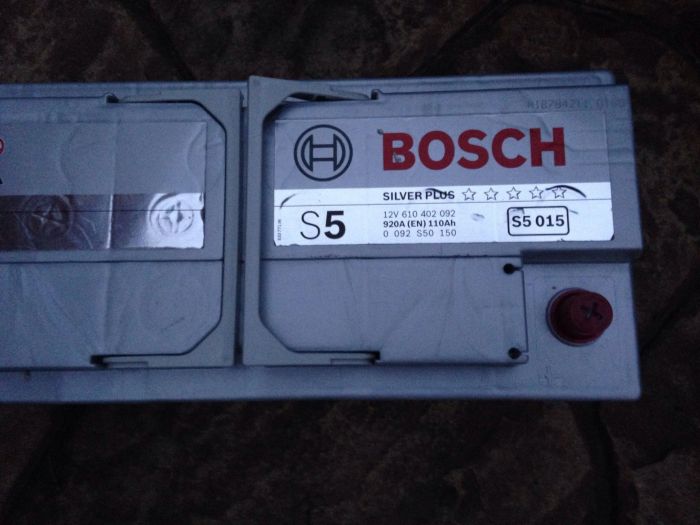 BOSCH
SILVER PLUS
S5
12V 610 402 092
920A (EN) 110Ah
0 092 S50 150
S5 015